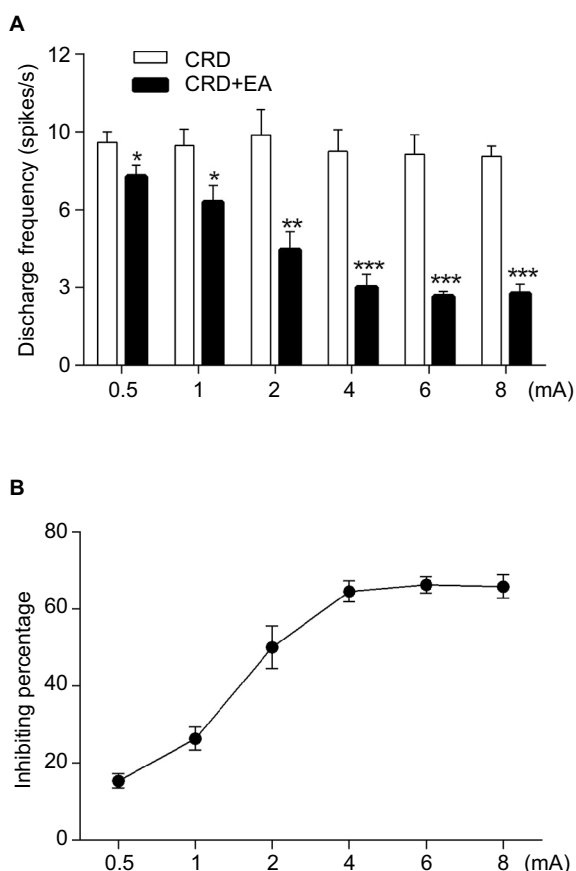 A
CRD
CRD+EA
Discharge frequency (spikes/s)
12
10
6
3
0
* * ** *** *** ***
0.5 1 2 4 6 8 (mA)
B
Inhibiting percentage
80
60
40
20
0
0.5 1 2 4 6 8 (mA)